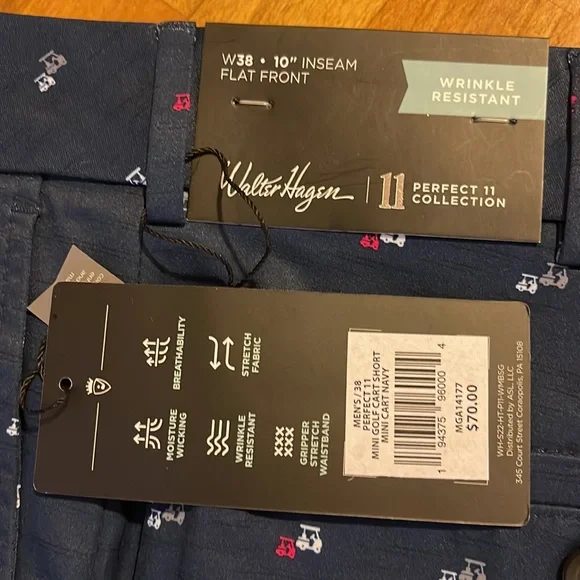 W38 • 10" INSEAM
FLAT FRONT
WRINKLE
RESISTANT
Walter Hagen
11 PERFECT 11
COLLECTION
BREATHABILITY
STRETCH
FABRIC
MOISTURE
WICKING
WRINKLE
RESISTANT
GRIPPER
STRETCH
WAISTBAND
MEN'S / 38
PERFECT 11
MINI GOLF CART SHORT
MINI CART NAVY
1 94375 96000 4
MGA14177
$70.00
WH-S22-HT-P11-WMBSG
Distributed by ASL, LLC
345 Court Street Coraopolis, PA 15108